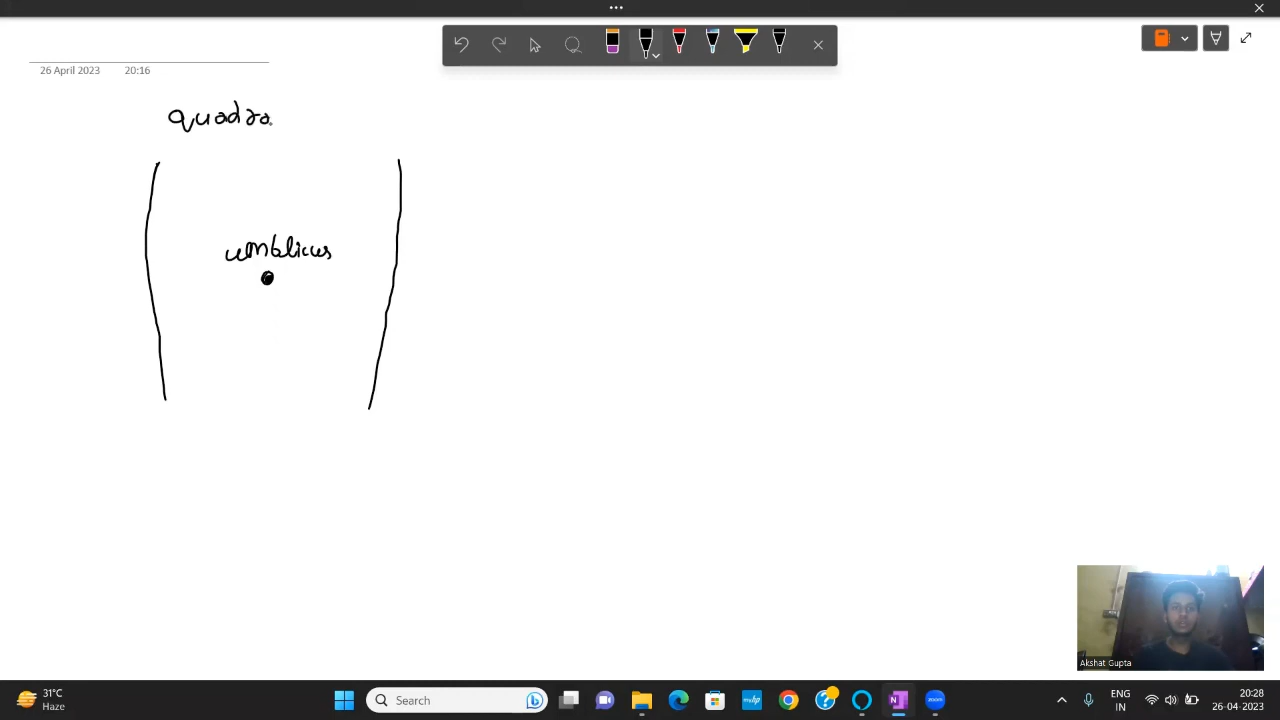 26 April 2023 20:16
quadra
umblicus
Akshat Gupta
31°C
Haze
Search
ENG
IN
20:28
26-04-2023